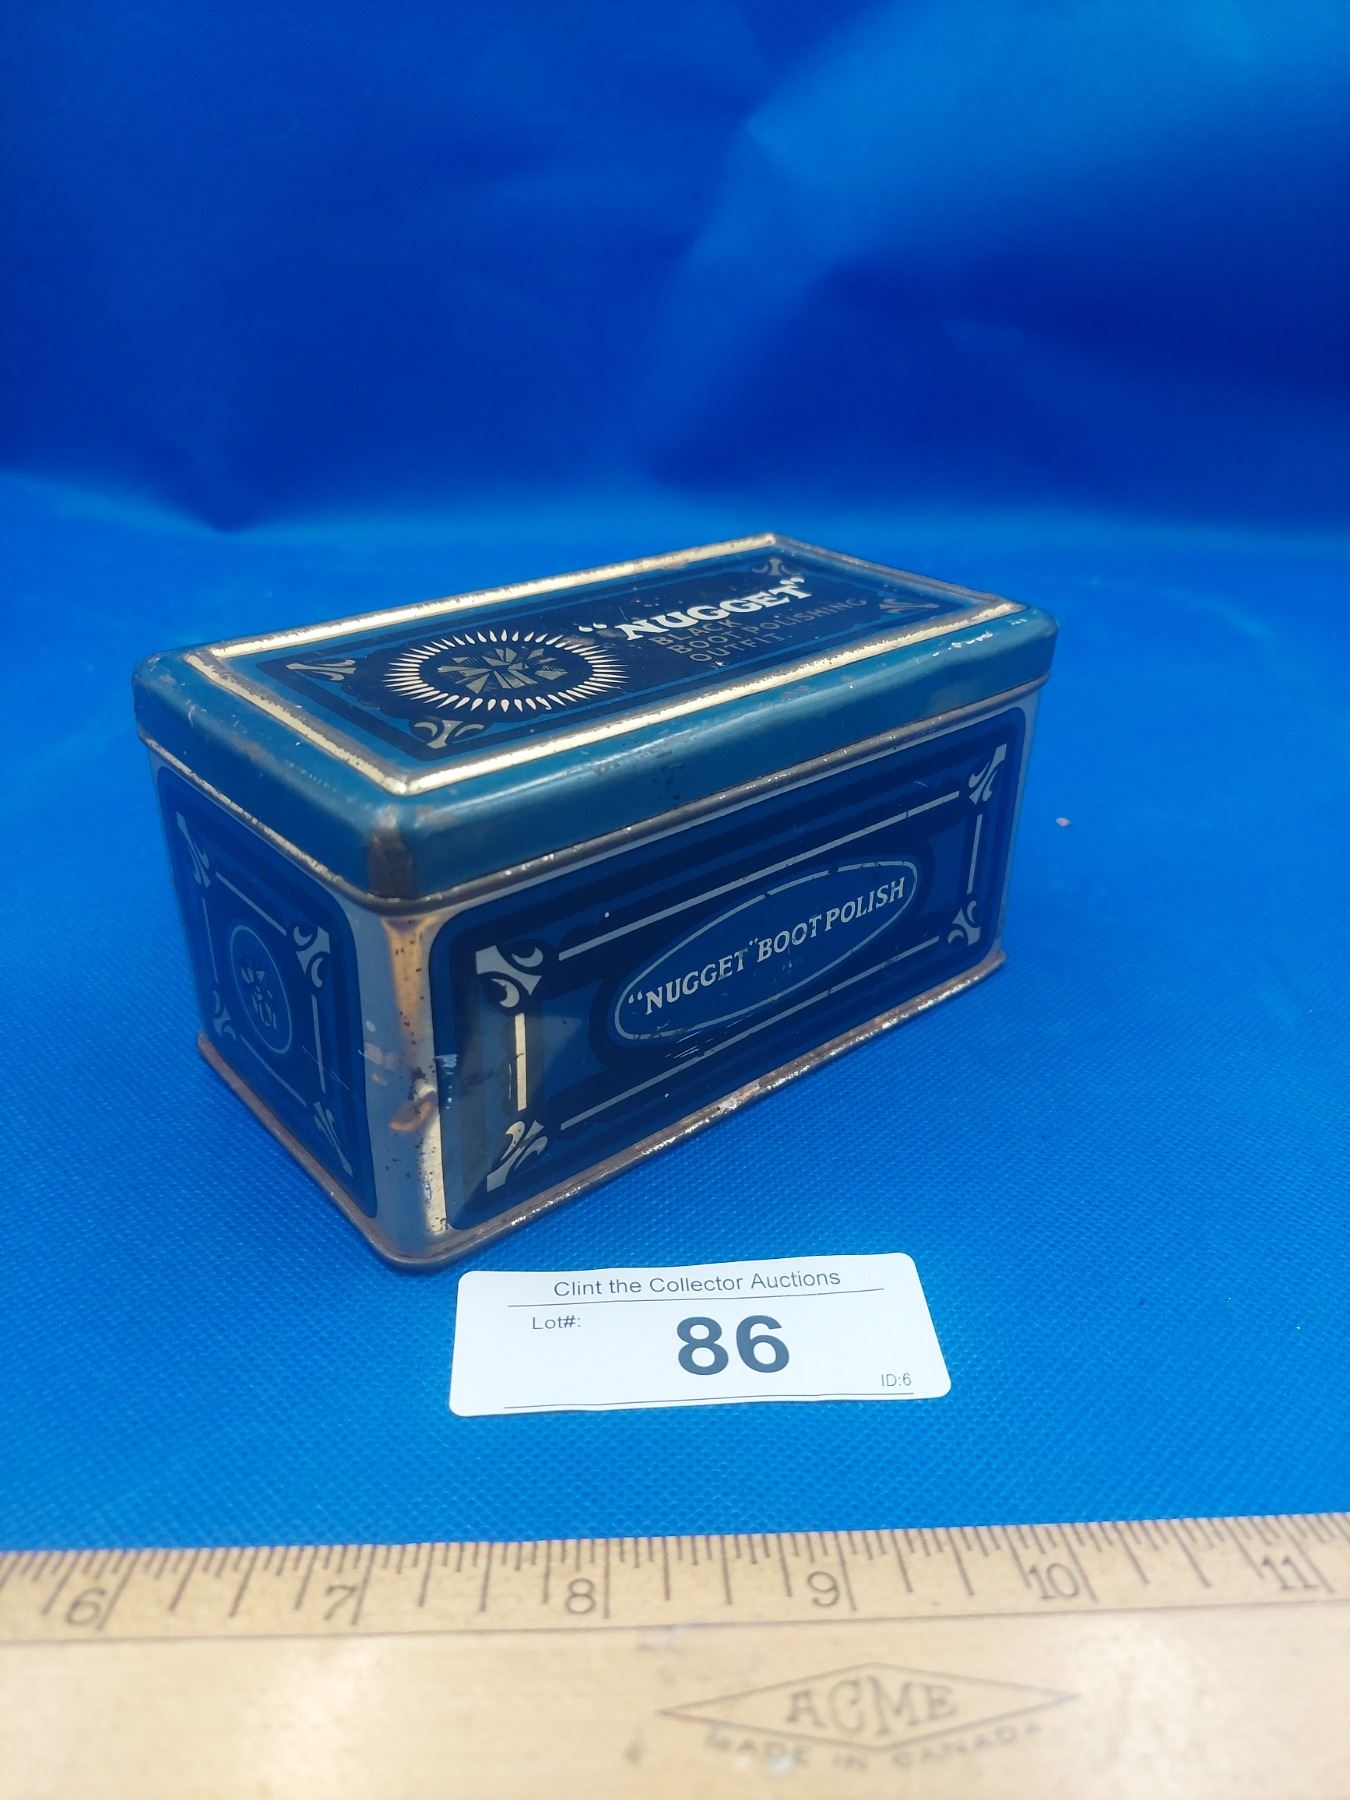 "NUGGET"
BLACK
BOOT POLISHING
OUTFIT.
"NUGGET" BOOT POLISH
Clint the Collector Auctions
Lot#:
86
ID:6
6 7 8 9 10 11
ACME
MADE IN CANADA